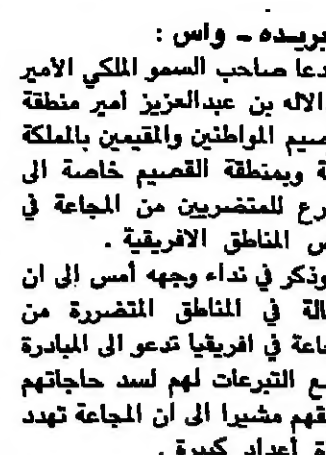 بريـده ـ واس :
دعا صاحب السمو الملكي الأمير
الاله بن عبدالعزيز أمير منطقة
صيم المواطنين والمقيمين بالمملكة
ة وبمنطقة القصيم خاصة الى
رع للمتضررين من المجاعة في
ض المناطق الافريقية .
وذكر في نداء وجهه أمس إلى ان
الة في المناطق المتضررة من
جاعة في افريقيا تدعو الى المبادرة
ع التبرعات لهم لسد حاجاتهم
قهم مشيرا الى ان المجاعة تهدد
ة أعداد كبيرة .